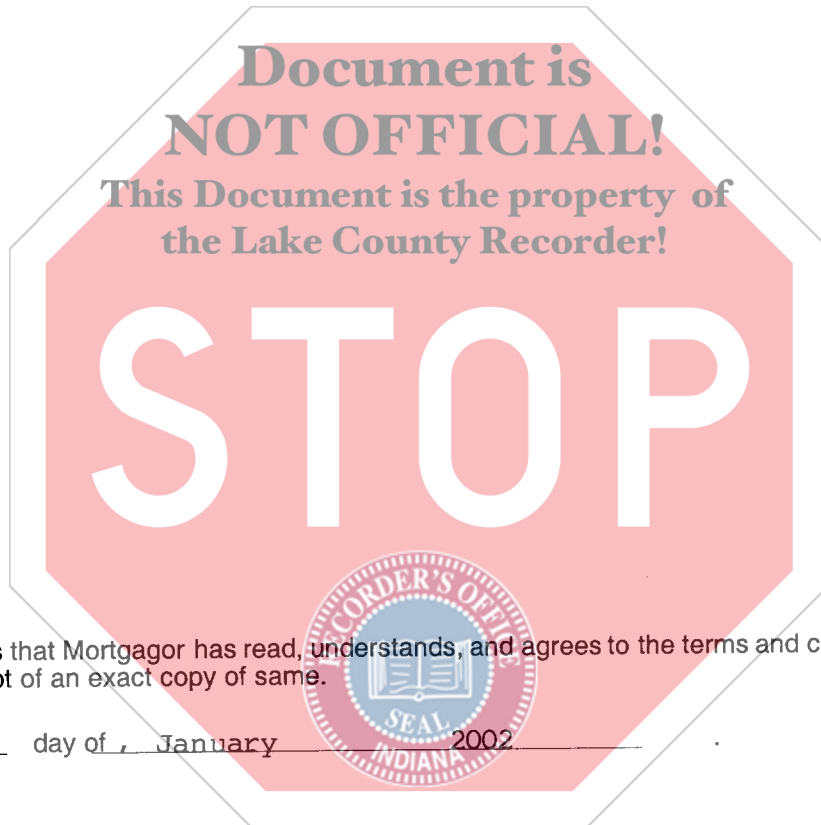 Document is
NOT OFFICIAL!
This Document is the property of
the Lake County Recorder!
STOP
s that Mortgagor has read, understands, and agrees to the terms and c
ot of an exact copy of same.
day of , January 2002
RECORDER'S OFFICE
SEAL
INDIANA